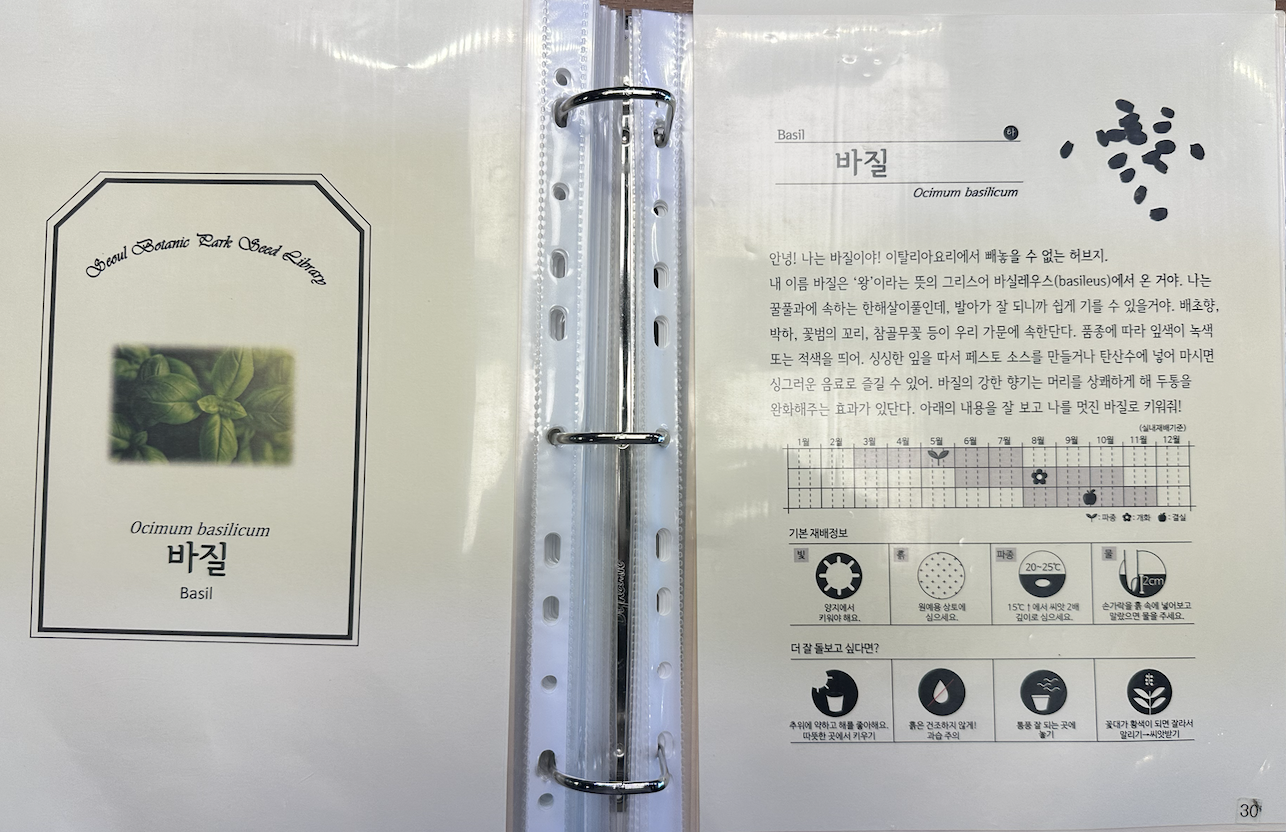 Seoul Botanic Park Seed Library
Ocimum basilicum
바질
Basil
Basil
하
바질
Ocimum basilicum
안녕! 나는 바질이야! 이탈리아요리에서 빼놓을 수 없는 허브지.
내 이름 바질은 '왕'이라는 뜻의 그리스어 바실레우스(basileus)에서 온 거야. 나는
꿀풀과에 속하는 한해살이풀인데, 발아가 잘 되니까 쉽게 기를 수 있을거야. 배초향,
박하, 꽃범의 꼬리, 참골무꽃 등이 우리 가문에 속한단다. 품종에 따라 잎색이 녹색
또는 적색을 띄어. 싱싱한 잎을 따서 페스토 소스를 만들거나 탄산수에 넣어 마시면
싱그러운 음료로 즐길 수 있어. 바질의 강한 향기는 머리를 상쾌하게 해 두통을
완화해주는 효과가 있단다. 아래의 내용을 잘 보고 나를 멋진 바질로 키워줘!
(실내재배기준)
1월 2월 3월 4월 5월 6월 7월 8월 9월 10월 11월 12월
: 파종 : 개화 : 결실
기본 재배정보
빛
양지에서
키워야 해요.
흙
원예용 상토에
심으세요.
파종
20~25℃
15℃↑에서 씨앗 2배
깊이로 심으세요.
물
2cm
손가락을 흙 속에 넣어보고
말랐으면 물을 주세요.
더 잘 돌보고 싶다면?
추위에 약하고 해를 좋아해요.
따뜻한 곳에서 키우기
흙은 건조하지 않게!
과습 주의
통풍 잘 되는 곳에
놓기
꽃대가 황색이 되면 잘라서
말리기→씨앗받기
30